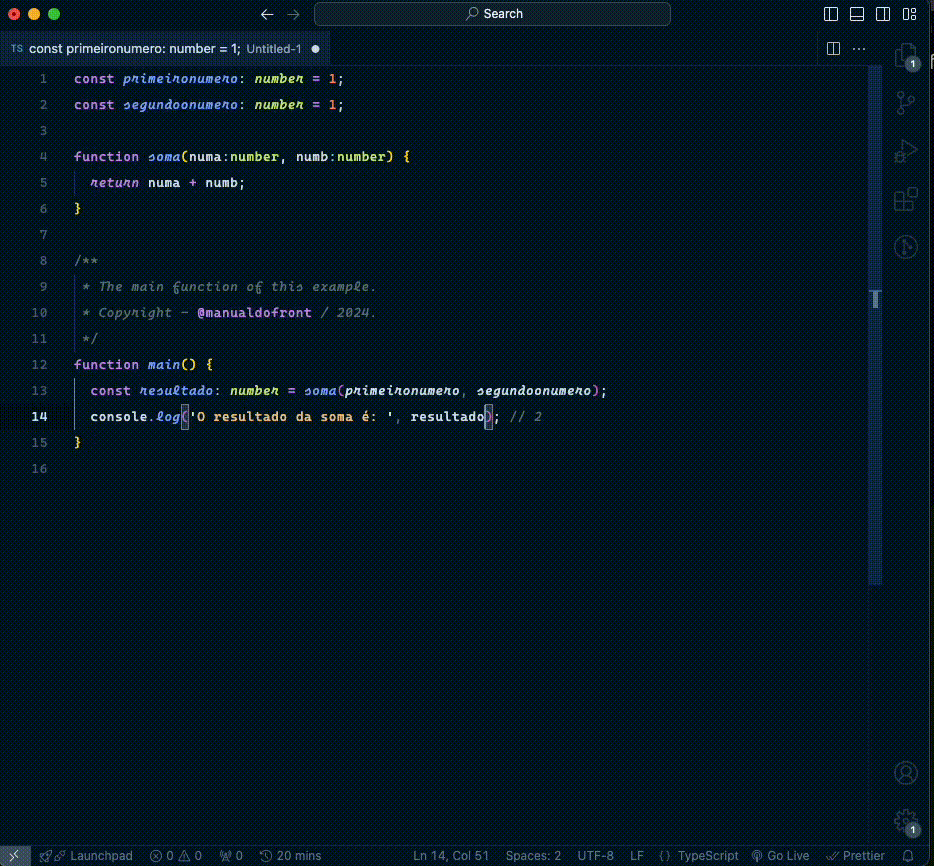 Search
TS const primeironumero: number = 1; Untitled-1
1 const primeironumero: number = 1;
2 const segundoonumero: number = 1;
3
4 function soma(numa:number, numb:number) {
5 return numa + numb;
6 }
7
8 /**
9 * The main function of this example.
10 * Copyright - @manualdofront / 2024.
11 */
12 function main() {
13 const resultado: number = soma(primeironumero, segundoonumero);
14 console.log('O resultado da soma é: ', resultado); // 2
15 }
16
1
1
Launchpad 0 0 0 20 mins Ln 14, Col 51 Spaces: 2 UTF-8 LF {} TypeScript Go Live Prettier